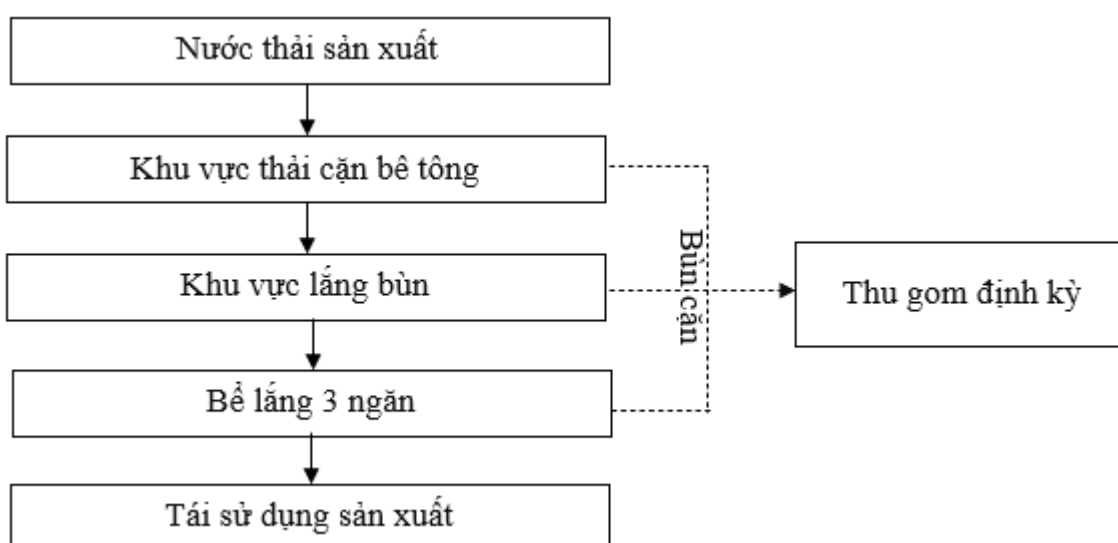 Nước thải sản xuất
Khu vực thải cặn bê tông
Khu vực lắng bùn
Bể lắng 3 ngăn
Tái sử dụng sản xuất
Bùn cặn
Thu gom định kỳ